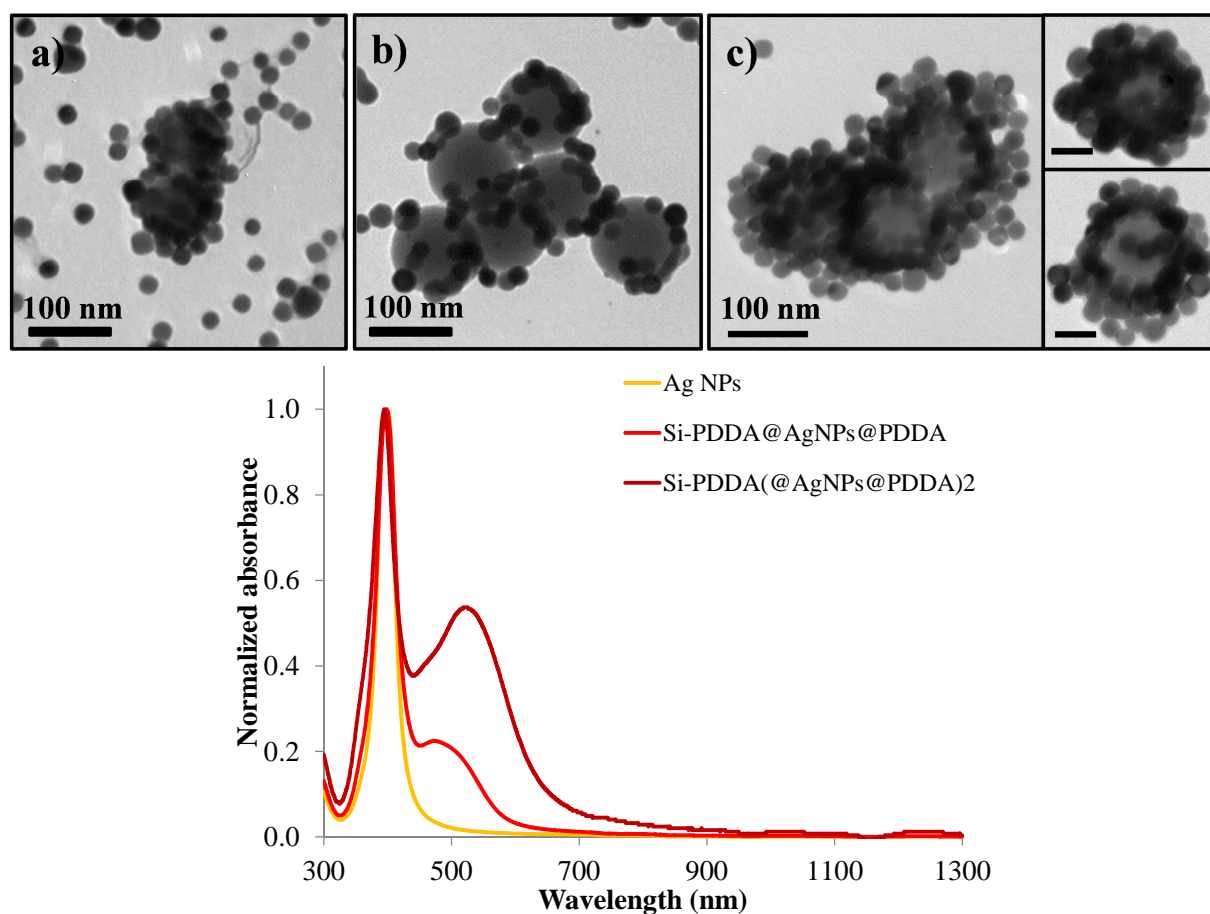 a)
b)
c)
100 nm
100 nm
100 nm
Ag NPs
Si-PDDA@AgNPs@PDDA
Si-PDDA(@AgNPs@PDDA)2
Normalized absorbance
1.0
0.8
0.6
0.4
0.2
0.0
300
500
700
900
1100
1300
Wavelength (nm)